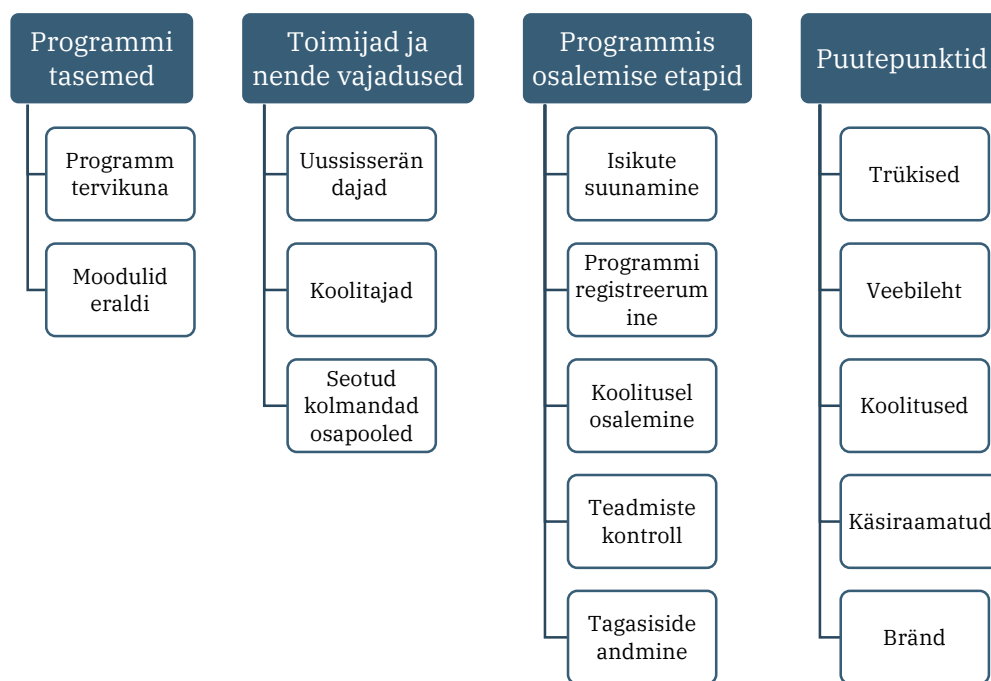 Programmi
tasemed
Programm
tervikuna
Moodulid
eraldi
Toimijad ja
nende vajadused
Uussisserän
dajad
Koolitajad
Seotud
kolmandad
osapooled
Programmis
osalemise etapid
Isikute
suunamine
Programmi
registreerum
ine
Koolitusel
osalemine
Teadmiste
kontroll
Tagasiside
andmine
Puutepunktid
Trükised
Veebileht
Koolitused
Käsiraamatud
Bränd